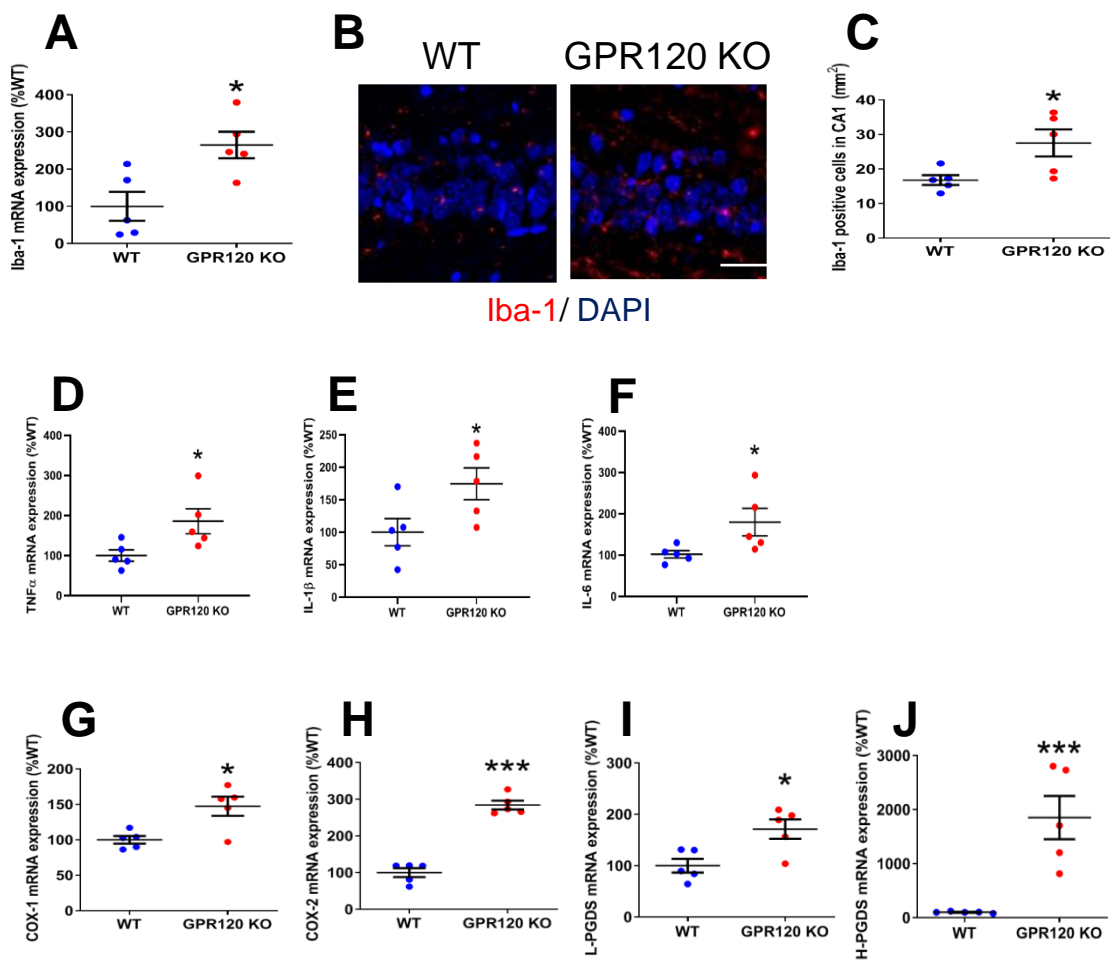 A
Iba-1 mRNA expression (%WT)
400
300
200
100
0
*
WT
GPR120 KO
B
WT
GPR120 KO
Iba-1/ DAPI
C
Iba-1 positive cells in CA1 (mm²)
40
30
20
10
0
*
WT
GPR120 KO
D
TNFα mRNA expression (%WT)
400
300
200
100
0
*
WT
GPR120 KO
E
IL-1β mRNA expression (%WT)
250
200
150
100
50
0
*
WT
GPR120 KO
F
IL-6 mRNA expression (%WT)
400
300
200
100
0
*
WT
GPR120 KO
G
COX-1 mRNA expression (%WT)
200
150
100
50
0
*
WT
GPR120 KO
H
COX-2 mRNA expression (%WT)
400
300
200
100
0
***
WT
GPR120 KO
I
L-PGDS mRNA expression (%WT)
300
200
100
0
*
WT
GPR120 KO
J
H-PGDS mRNA expression (%WT)
3000
2000
1000
0
***
WT
GPR120 KO